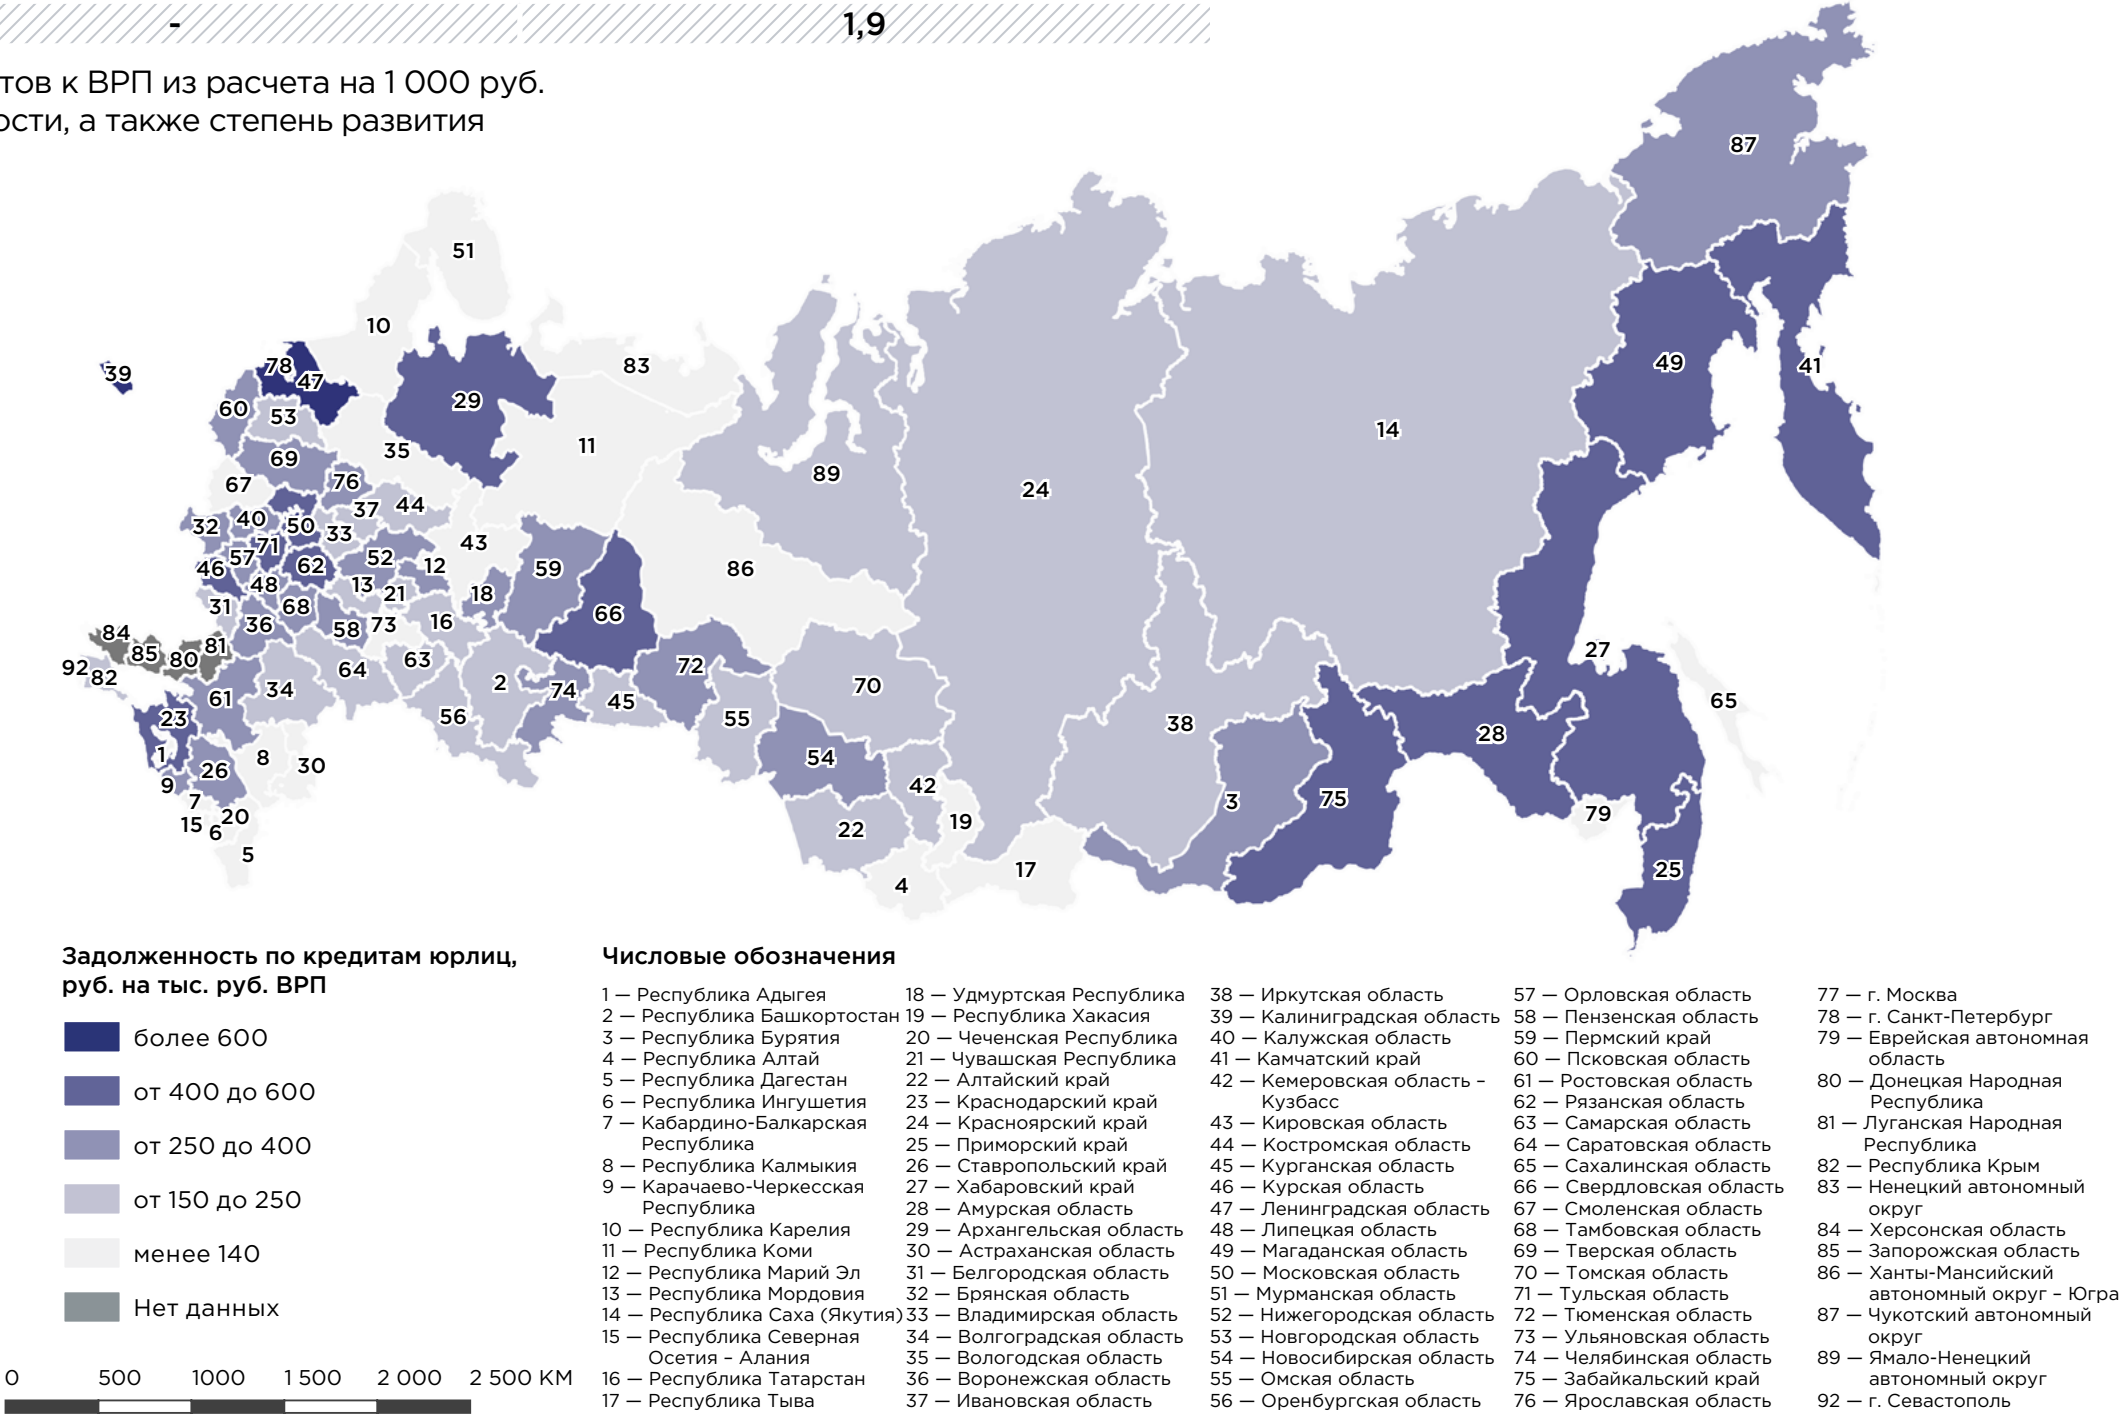 -
1,9
тов к ВРП из расчета на 1 000 руб.
ости, а также степень развития
87
51
10
83
78
47
39
29
49
41
60
53
11
14
35
69
89
24
67
76
37
44
32
40
50
33
43
71
57
52
46
62
12
59
86
48
13
21
18
31
68
66
36
58
73
16
84
85
80
81
92
82
64
63
72
27
61
34
2
74
45
70
65
23
56
55
38
28
1
8
30
26
54
9
42
3
75
7
20
15
6
22
19
79
5
4
17
25
Задолженность по кредитам юрлиц,
руб. на тыс. руб. ВРП
более 600
от 400 до 600
от 250 до 400
от 150 до 250
менее 140
Нет данных
0 500 1000 1 500 2 000 2 500 КМ
Числовые обозначения
1 — Республика Адыгея
2 — Республика Башкортостан
3 — Республика Бурятия
4 — Республика Алтай
5 — Республика Дагестан
6 — Республика Ингушетия
7 — Кабардино-Балкарская
Республика
8 — Республика Калмыкия
9 — Карачаево-Черкесская
Республика
10 — Республика Карелия
11 — Республика Коми
12 — Республика Марий Эл
13 — Республика Мордовия
14 — Республика Саха (Якутия)
15 — Республика Северная
Осетия – Алания
16 — Республика Татарстан
17 — Республика Тыва
18 — Удмуртская Республика
19 — Республика Хакасия
20 — Чеченская Республика
21 — Чувашская Республика
22 — Алтайский край
23 — Краснодарский край
24 — Красноярский край
25 — Приморский край
26 — Ставропольский край
27 — Хабаровский край
28 — Амурская область
29 — Архангельская область
30 — Астраханская область
31 — Белгородская область
32 — Брянская область
33 — Владимирская область
34 — Волгоградская область
35 — Вологодская область
36 — Воронежская область
37 — Ивановская область
38 — Иркутская область
39 — Калининградская область
40 — Калужская область
41 — Камчатский край
42 — Кемеровская область –
Кузбасс
43 — Кировская область
44 — Костромская область
45 — Курганская область
46 — Курская область
47 — Ленинградская область
48 — Липецкая область
49 — Магаданская область
50 — Московская область
51 — Мурманская область
52 — Нижегородская область
53 — Новгородская область
54 — Новосибирская область
55 — Омская область
56 — Оренбургская область
57 — Орловская область
58 — Пензенская область
59 — Пермский край
60 — Псковская область
61 — Ростовская область
62 — Рязанская область
63 — Самарская область
64 — Саратовская область
65 — Сахалинская область
66 — Свердловская область
67 — Смоленская область
68 — Тамбовская область
69 — Тверская область
70 — Томская область
71 — Тульская область
72 — Тюменская область
73 — Ульяновская область
74 — Челябинская область
75 — Забайкальский край
76 — Ярославская область
77 — г. Москва
78 — г. Санкт-Петербург
79 — Еврейская автономная
область
80 — Донецкая Народная
Республика
81 — Луганская Народная
Республика
82 — Республика Крым
83 — Ненецкий автономный
округ
84 — Херсонская область
85 — Запорожская область
86 — Ханты-Мансийский
автономный округ – Югра
87 — Чукотский автономный
округ
89 — Ямало-Ненецкий
автономный округ
92 — г. Севастополь